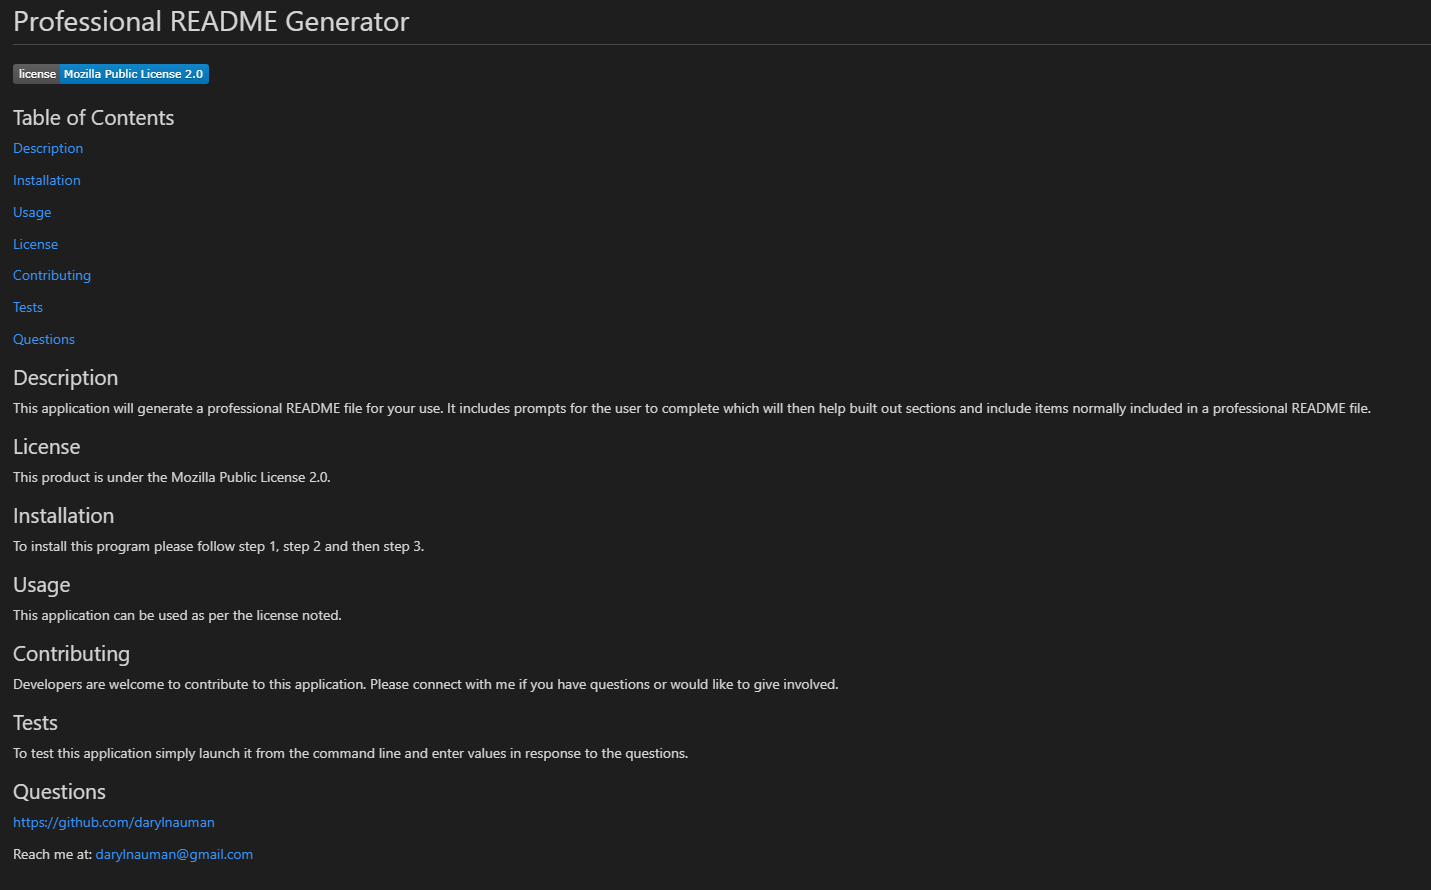 Professional README Generator
license Mozilla Public License 2.0
Table of Contents
Description
Installation
Usage
License
Contributing
Tests
Questions
Description
This application will generate a professional README file for your use. It includes prompts for the user to complete which will then help built out sections and include items normally included in a professional README file.
License
This product is under the Mozilla Public License 2.0.
Installation
To install this program please follow step 1, step 2 and then step 3.
Usage
This application can be used as per the license noted.
Contributing
Developers are welcome to contribute to this application. Please connect with me if you have questions or would like to give involved.
Tests
To test this application simply launch it from the command line and enter values in response to the questions.
Questions
https://github.com/darylnauman
Reach me at: darylnauman@gmail.com